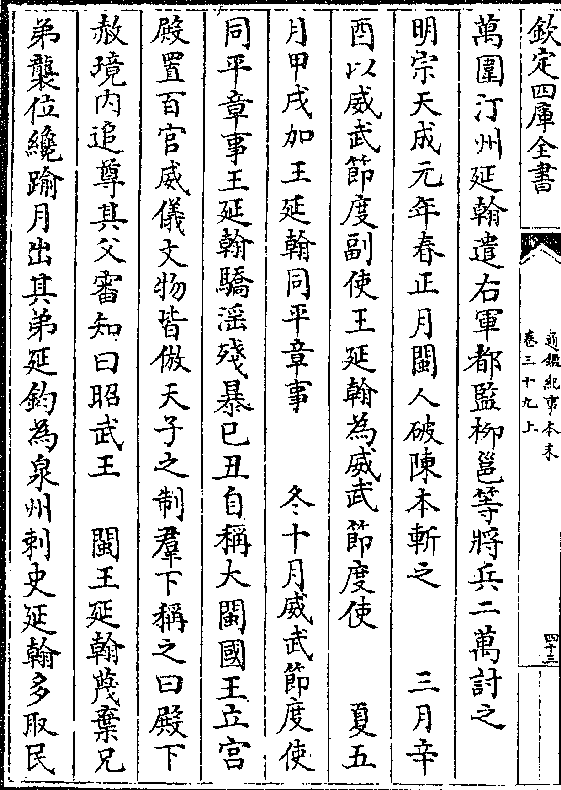 欽定四庫全書
通鑑紀事本末
卷三十九上
四十三
萬圍汀州延翰遣右軍都監柳邕等將兵二萬討之
明宗天成元年春正月閩人破陳本斬之　三月辛
酉以威武節度副使王延翰為威武節度使　夏五
月甲戌加王延翰同平章事　冬十月威武節度使
同平章事王延翰驕淫殘暴己丑自稱大閩國王立宮
殿置百官威儀文物皆倣天子之制羣下稱之曰殿下
赦境内追尊其父審知曰昭武王　閩王延翰蔑棄兄
弟襲位纔踰月出其弟延鈞為泉州刺史延翰多取民